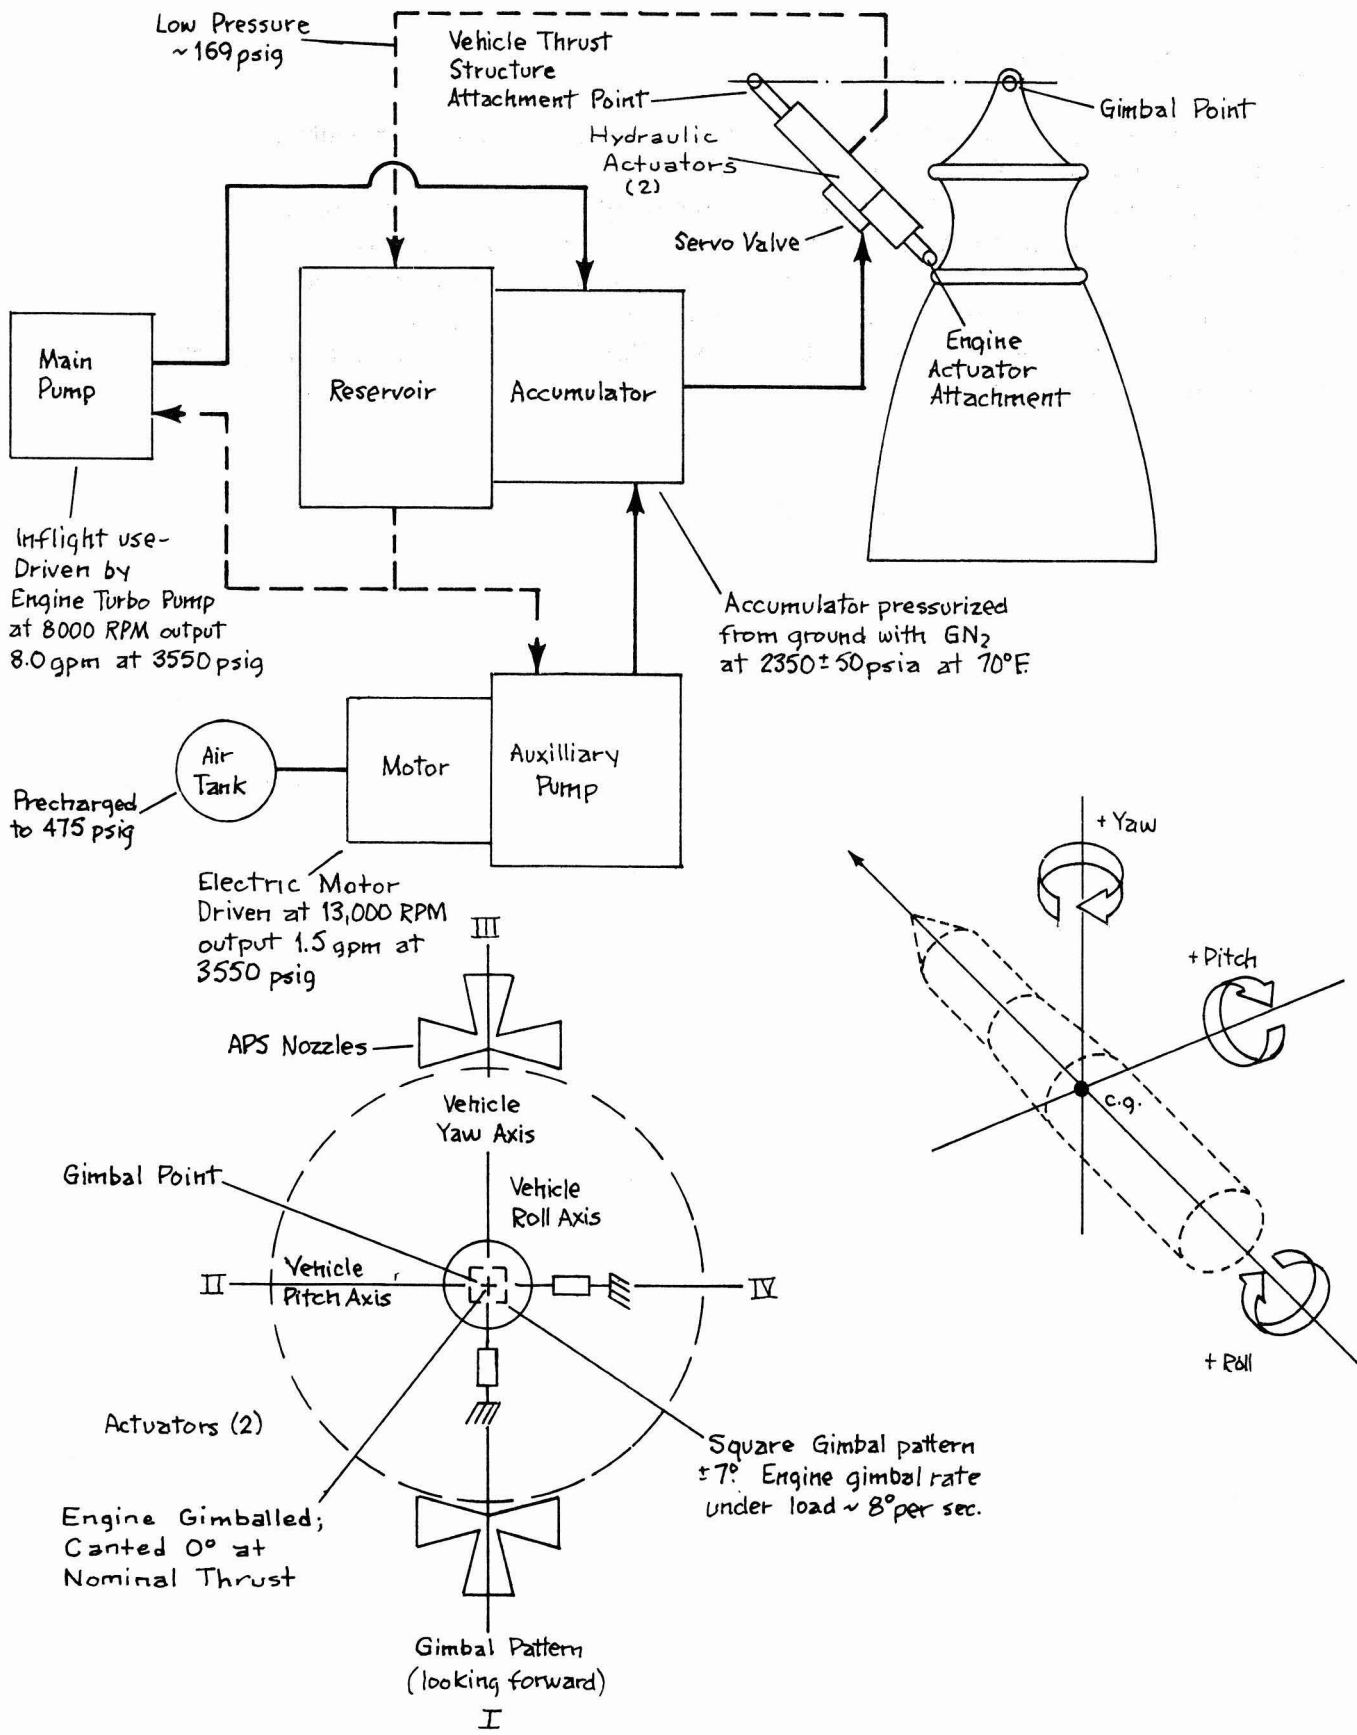 Low Pressure
~169 psig
Vehicle Thrust
Structure
Attachment Point
Gimbal Point
Hydraulic
Actuators
(2)
Servo Valve
Engine
Actuator
Attachment
Main
Pump
Reservoir
Accumulator
Inflight use-
Driven by
Engine Turbo Pump
at 8000 RPM output
8.0 gpm at 3550 psig
Accumulator pressurized
from ground with GN₂
at 2350±50 psia at 70°F.
Air
Tank
Motor
Auxilliary
Pump
Precharged
to 475 psig
Electric Motor
Driven at 13,000 RPM
output 1.5 gpm at
3550 psig
+ Yaw
+ Pitch
c.g.
+ Roll
III
APS Nozzles
Vehicle
Yaw Axis
Gimbal Point
Vehicle
Roll Axis
II
Vehicle
Pitch Axis
IV
Actuators (2)
Square Gimbal pattern
±7°. Engine gimbal rate
under load ~ 8° per sec.
Engine Gimballed;
Canted 0° at
Nominal Thrust
Gimbal Pattern
(looking forward)
I